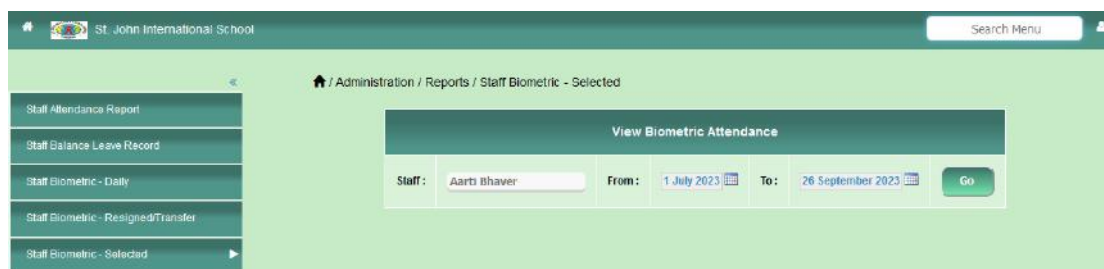 St. John International School
Search Menu
/ Administration / Reports / Staff Biometric - Selected
Staff Attendance Report
Staff Balance Leave Record
Staff Biometric - Daily
Staff Biometric - Resigned/Transfer
Staff Biometric - Selected
View Biometric Attendance
Staff : Aarti Bhaver From : 1 July 2023 To : 26 September 2023 Go